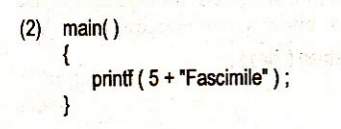 (2) main( )
{
printf ( 5 + "Fascimile" ) ;
}